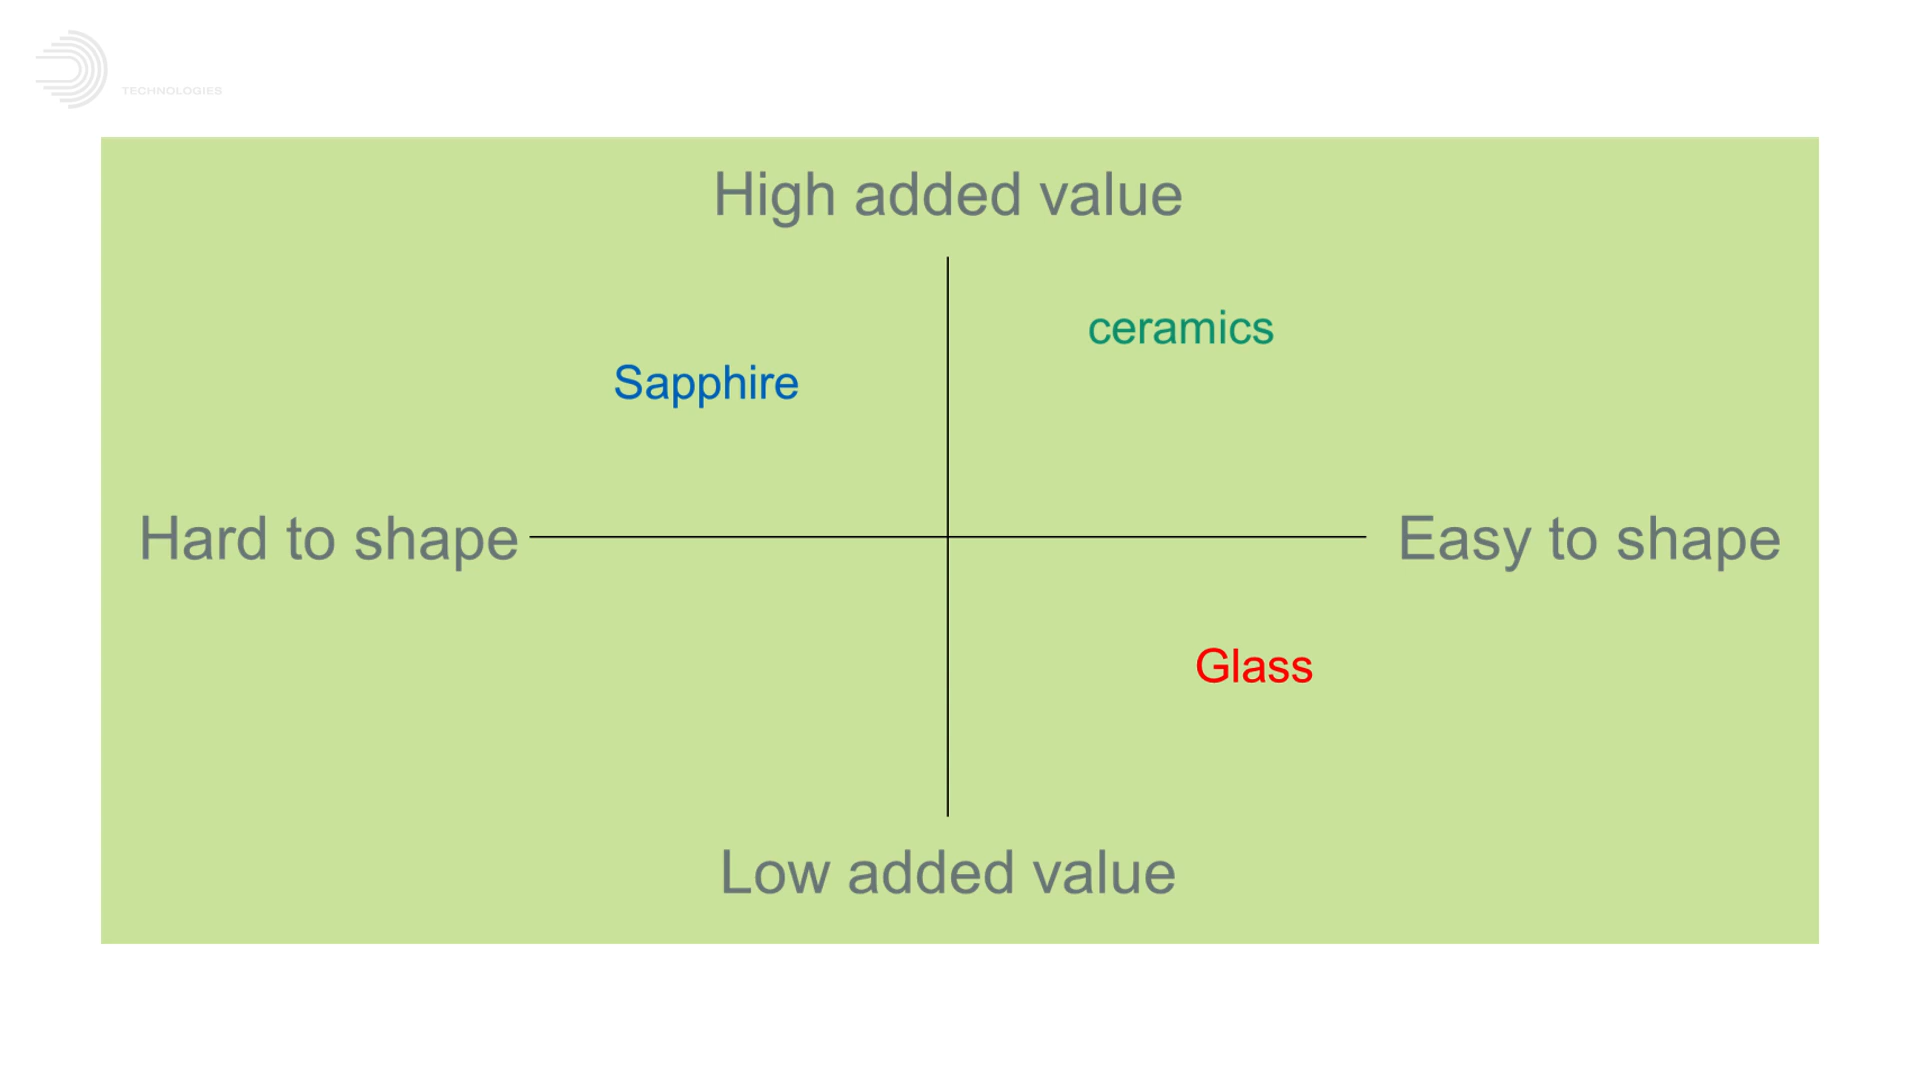 TECHNOLOGIES
High added value
ceramics
Sapphire
Hard to shape
Easy to shape
Glass
Low added value